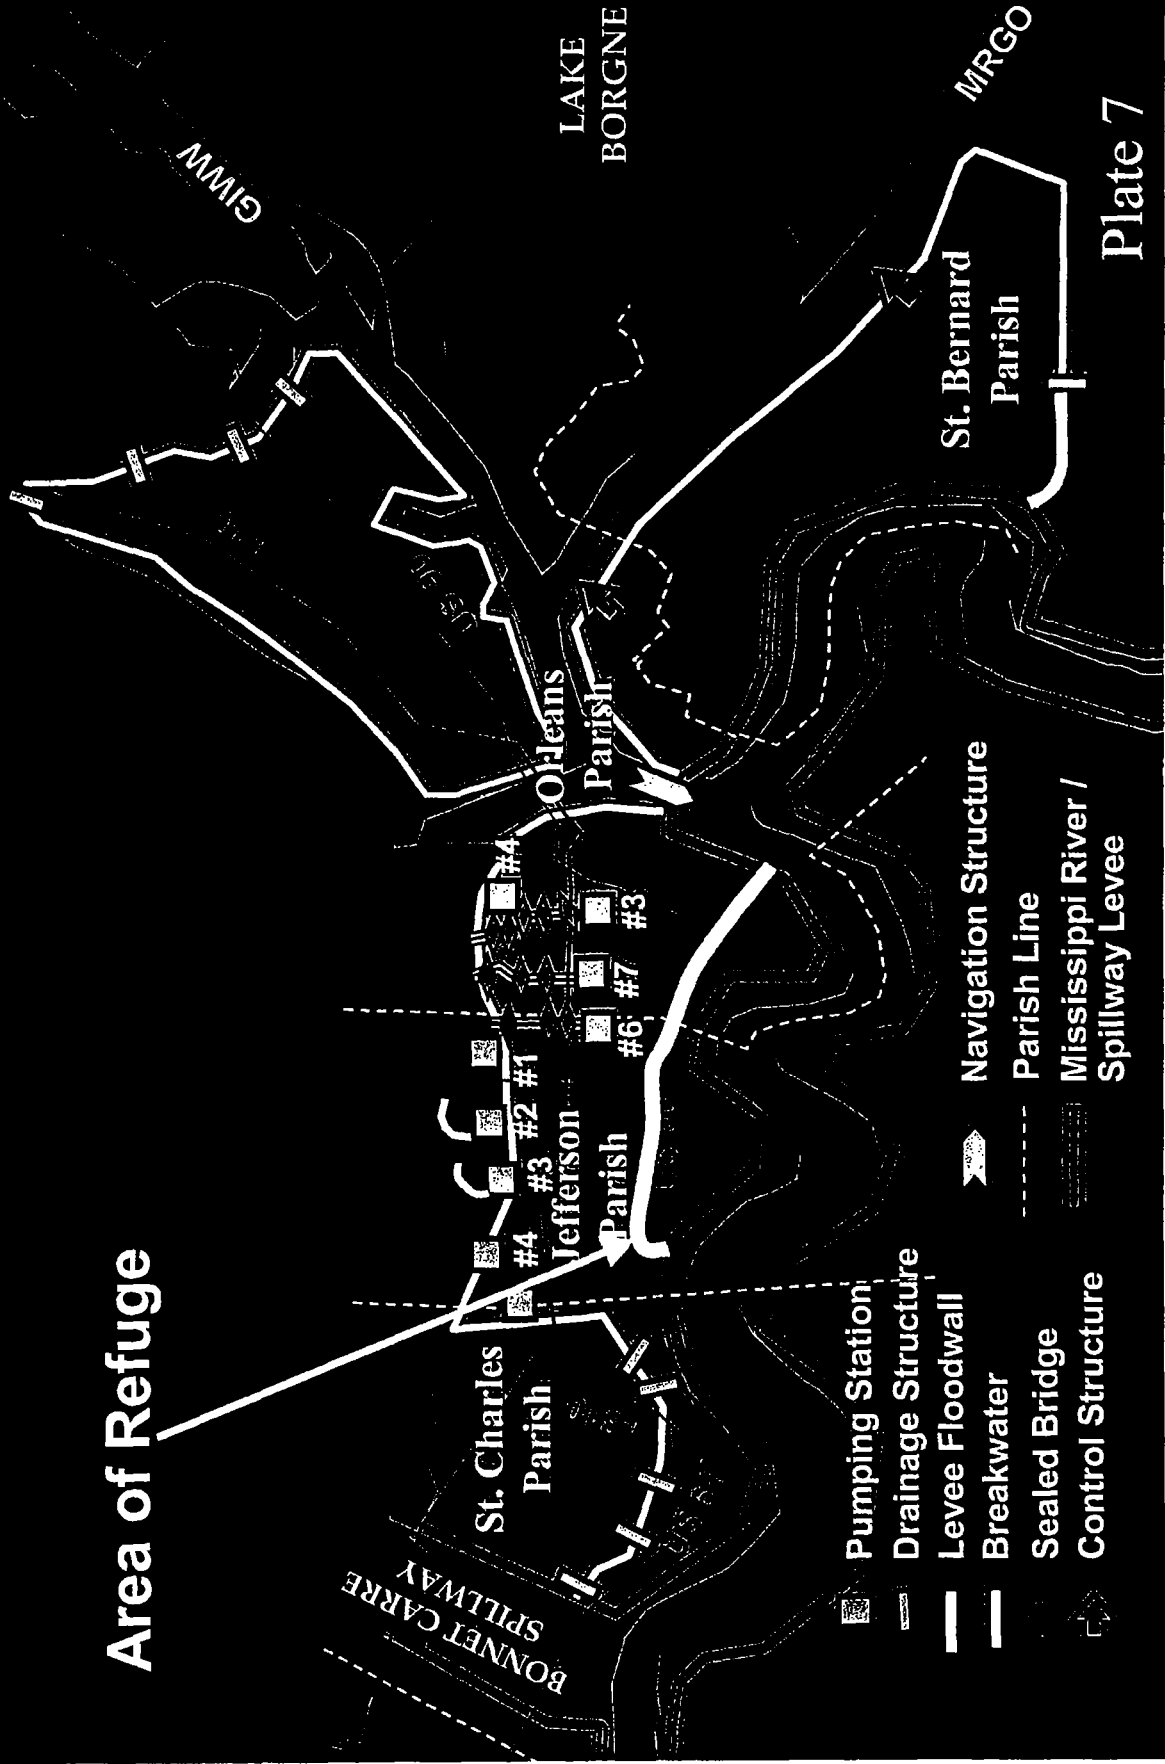 Area of Refuge
GIWW
LAKE
BORGNE
MRGO
BONNET CARRE
SPILLWAY
St. Charles
Parish
#4
#3
#2
#1
Jefferson
Parish
#6
#7
#3
#4
Orleans
Parish
US 90
St. Bernard
Parish
Pumping Station
Drainage Structure
Levee Floodwall
Breakwater
Sealed Bridge
Control Structure
Navigation Structure
Parish Line
Mississippi River /
Spillway Levee
Plate 7